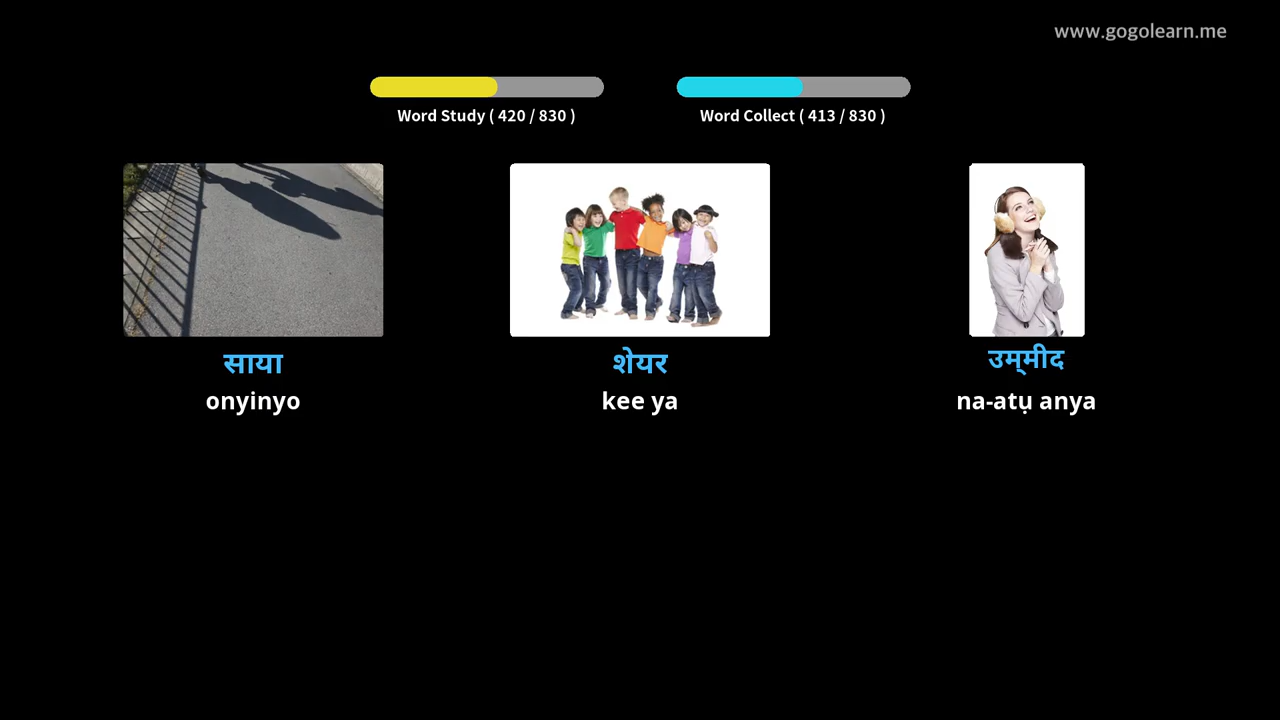 www.gogolearn.me
Word Study ( 420 / 830 )
Word Collect ( 413 / 830 )
साया
शेयर
उम्‌मीद
onyinyo
kee ya
na-atụ anya